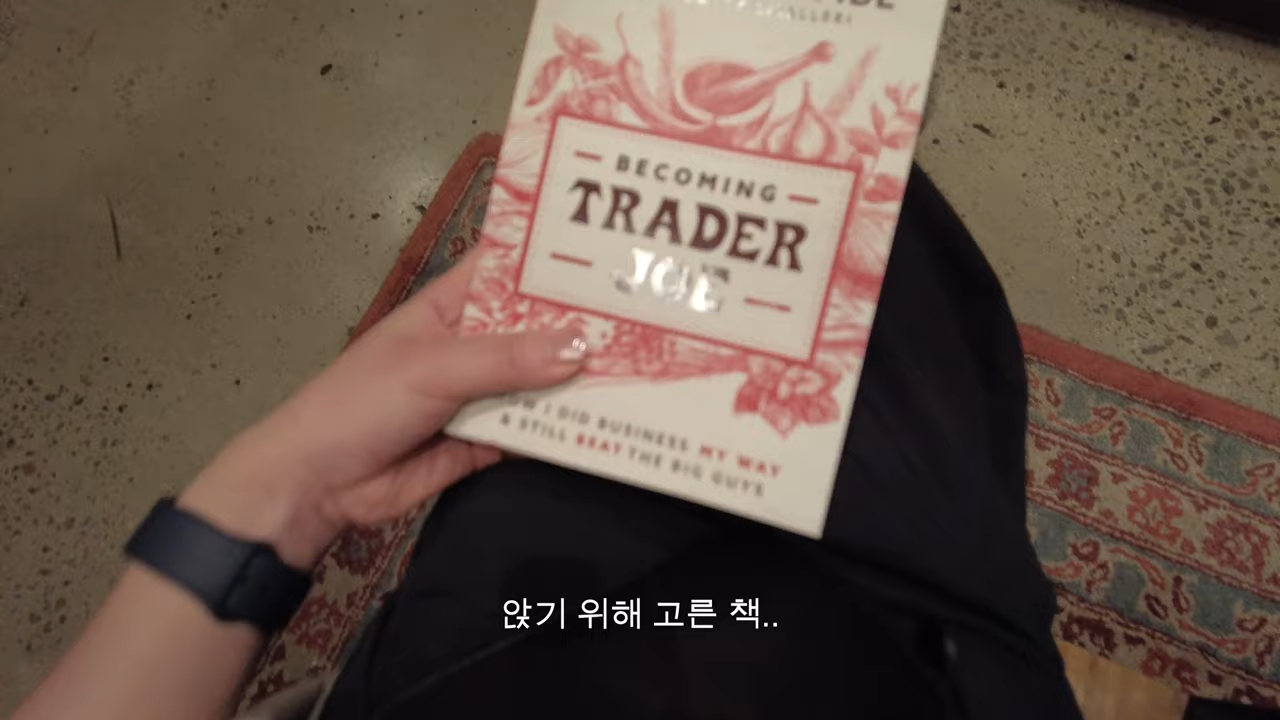 BECOMING
TRADER
JOE
HOW I DID BUSINESS MY WAY
& STILL BEAT THE BIG GUYS
앉기 위해 고른 책..